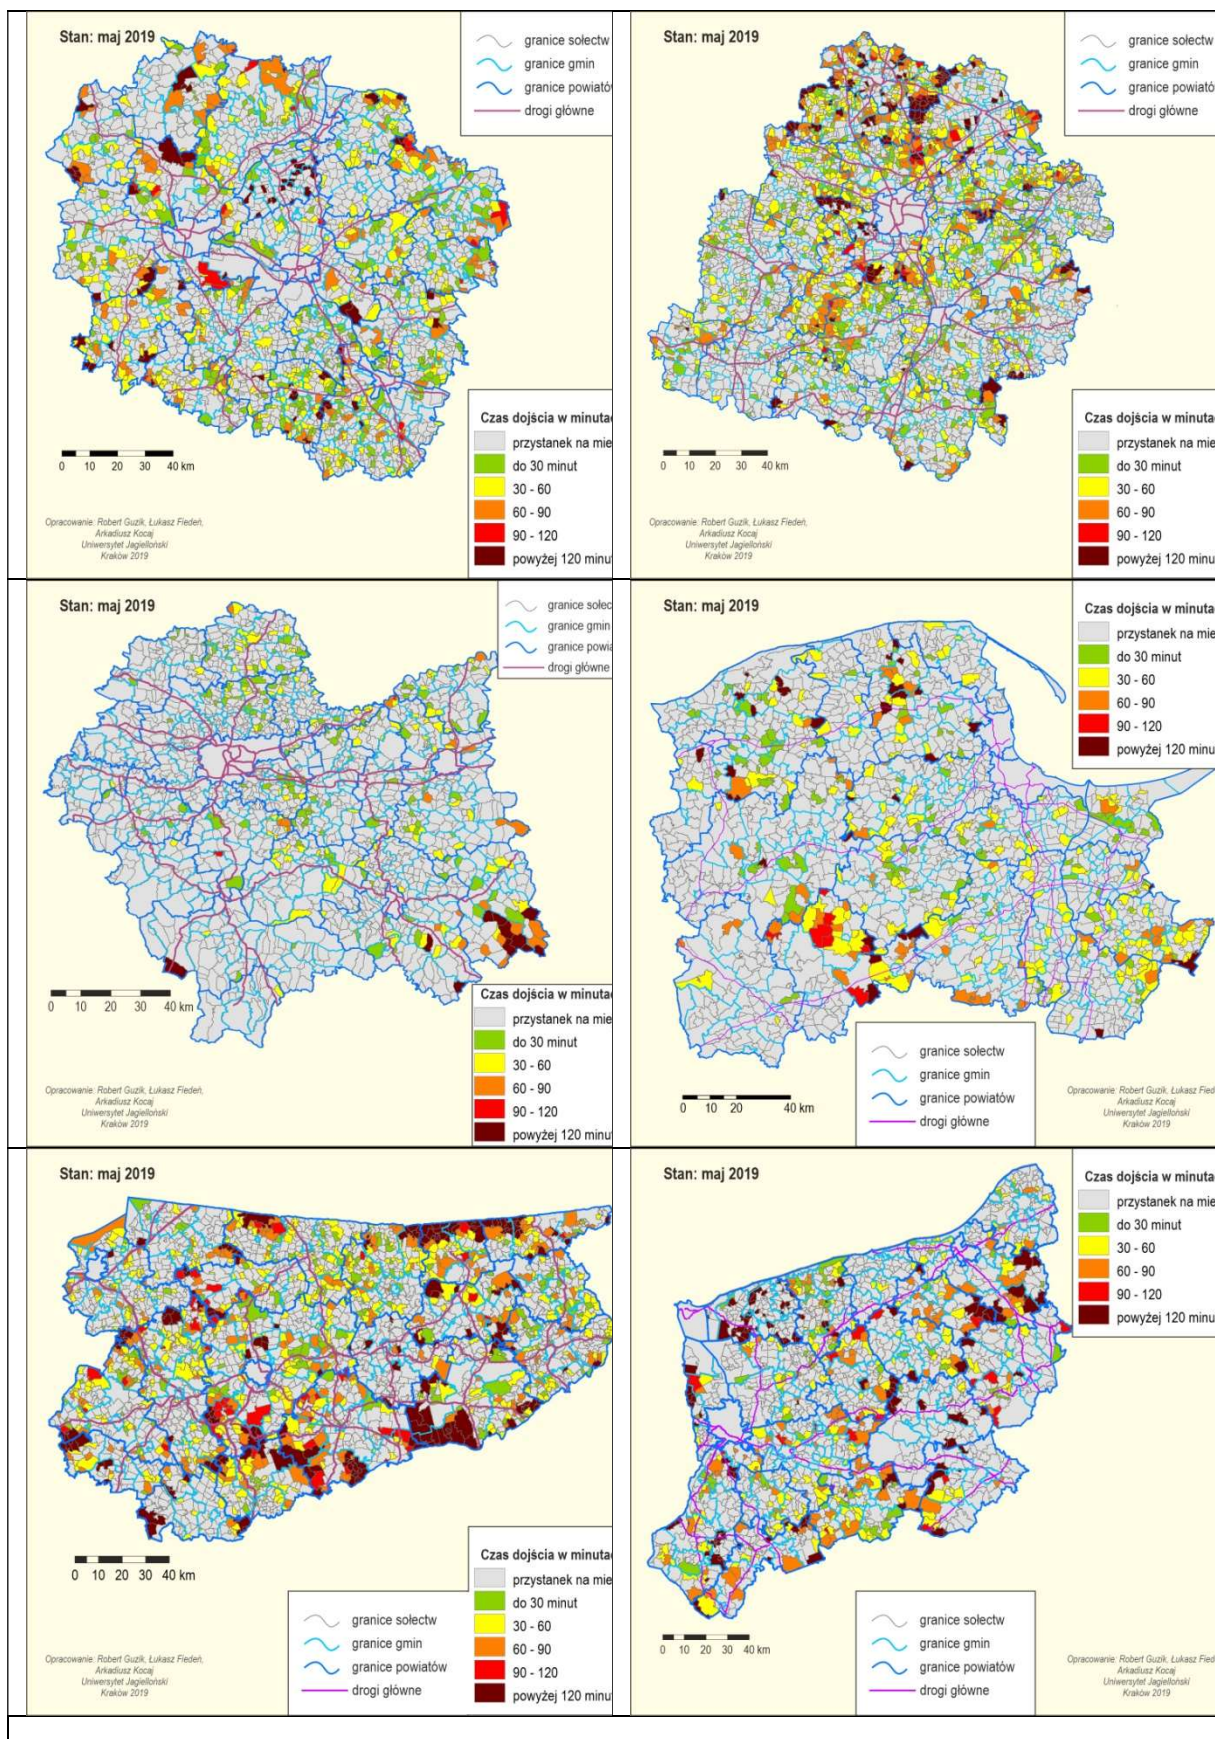 Stan: maj 2019
granice sołectw
granice gmin
granice powiatów
drogi główne
Czas dojścia w minutac
przystanek na mie
do 30 minut
30 - 60
60 - 90
90 - 120
powyżej 120 minut
0 10 20 30 40 km
Opracowanie: Robert Guzik, Łukasz Fiedeń,
Arkadiusz Kocaj
Uniwersytet Jagielloński
Kraków 2019
Stan: maj 2019
granice sołectw
granice gmin
granice powiatów
drogi główne
Czas dojścia w minutac
przystanek na mie
do 30 minut
30 - 60
60 - 90
90 - 120
powyżej 120 minut
0 10 20 30 40 km
Opracowanie: Robert Guzik, Łukasz Fiedeń,
Arkadiusz Kocaj
Uniwersytet Jagielloński
Kraków 2019
Stan: maj 2019
granice sołec
granice gmin
granice powia
drogi główne
Czas dojścia w minutac
przystanek na mie
do 30 minut
30 - 60
60 - 90
90 - 120
powyżej 120 minut
0 10 20 30 40 km
Opracowanie: Robert Guzik, Łukasz Fiedeń,
Arkadiusz Kocaj
Uniwersytet Jagielloński
Kraków 2019
Stan: maj 2019
Czas dojścia w minutac
przystanek na mie
do 30 minut
30 - 60
60 - 90
90 - 120
powyżej 120 minut
granice sołectw
granice gmin
granice powiatów
drogi główne
0 10 20 40 km
Opracowanie: Robert Guzik, Łukasz Fied
Arkadiusz Kocaj
Uniwersytet Jagielloński
Kraków 2019
Stan: maj 2019
Czas dojścia w minutac
przystanek na mie
do 30 minut
30 - 60
60 - 90
90 - 120
powyżej 120 minut
granice sołectw
granice gmin
granice powiatów
drogi główne
0 10 20 30 40 km
Opracowanie: Robert Guzik, Łukasz Fiedeń,
Arkadiusz Kocaj
Uniwersytet Jagielloński
Kraków 2019
Stan: maj 2019
Czas dojścia w minutac
przystanek na mie
do 30 minut
30 - 60
60 - 90
90 - 120
powyżej 120 minut
granice sołectw
granice gmin
granice powiatów
drogi główne
0 10 20 30 40 km
Opracowanie: Robert Guzik, Łukasz Fied
Arkadiusz Kocaj
Uniwersytet Jagielloński
Kraków 2019